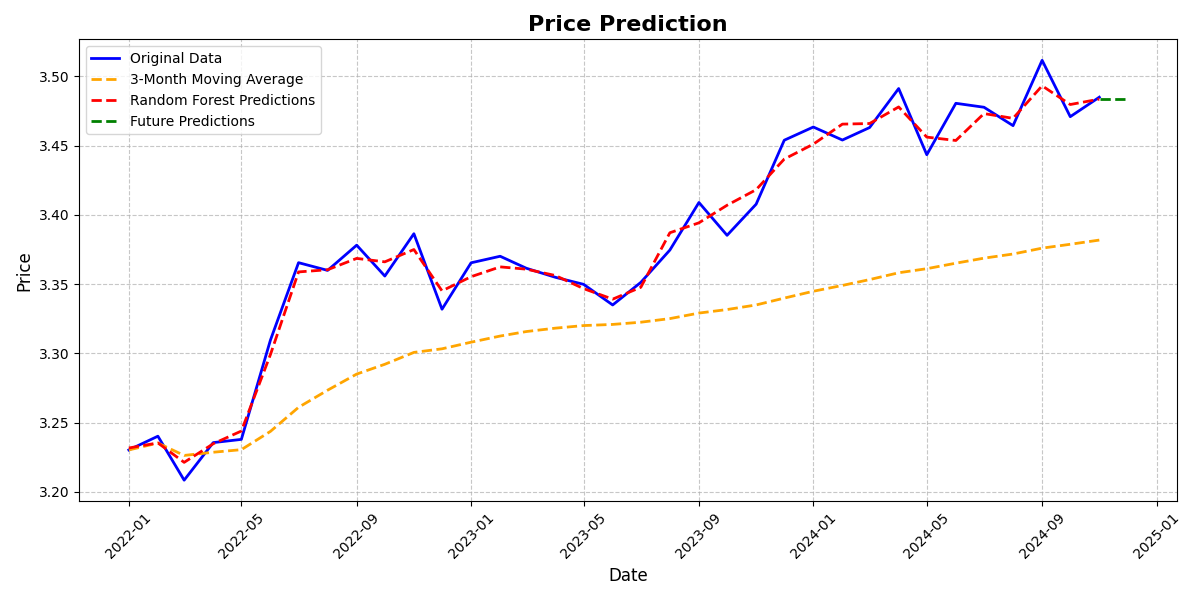 Price Prediction
Original Data
3-Month Moving Average
Random Forest Predictions
Future Predictions
Price
3.50
3.45
3.40
3.35
3.30
3.25
3.20
2022-01
2022-05
2022-09
2023-01
2023-05
2023-09
2024-01
2024-05
2024-09
2025-01
Date